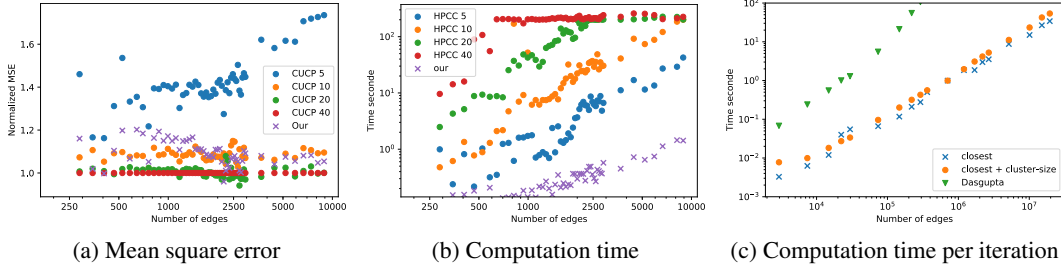 Normalized MSE
1.6
1.4
1.2
1.0
CUCP 5
CUCP 10
CUCP 20
CUCP 40
Our
250
500
1000
2500
5000
10000
Number of edges
(a) Mean square error
Time seconde
10²
10¹
10⁰
HPCC 5
HPCC 10
HPCC 20
HPCC 40
our
250
500
1000
2500
5000
10000
Number of edges
(b) Computation time
Time seconde
10²
10¹
10⁰
10⁻¹
10⁻²
10⁻³
closest
closest + cluster-size
Dasgupta
10⁴
10⁵
10⁶
10⁷
Number of edges
(c) Computation time per iteration